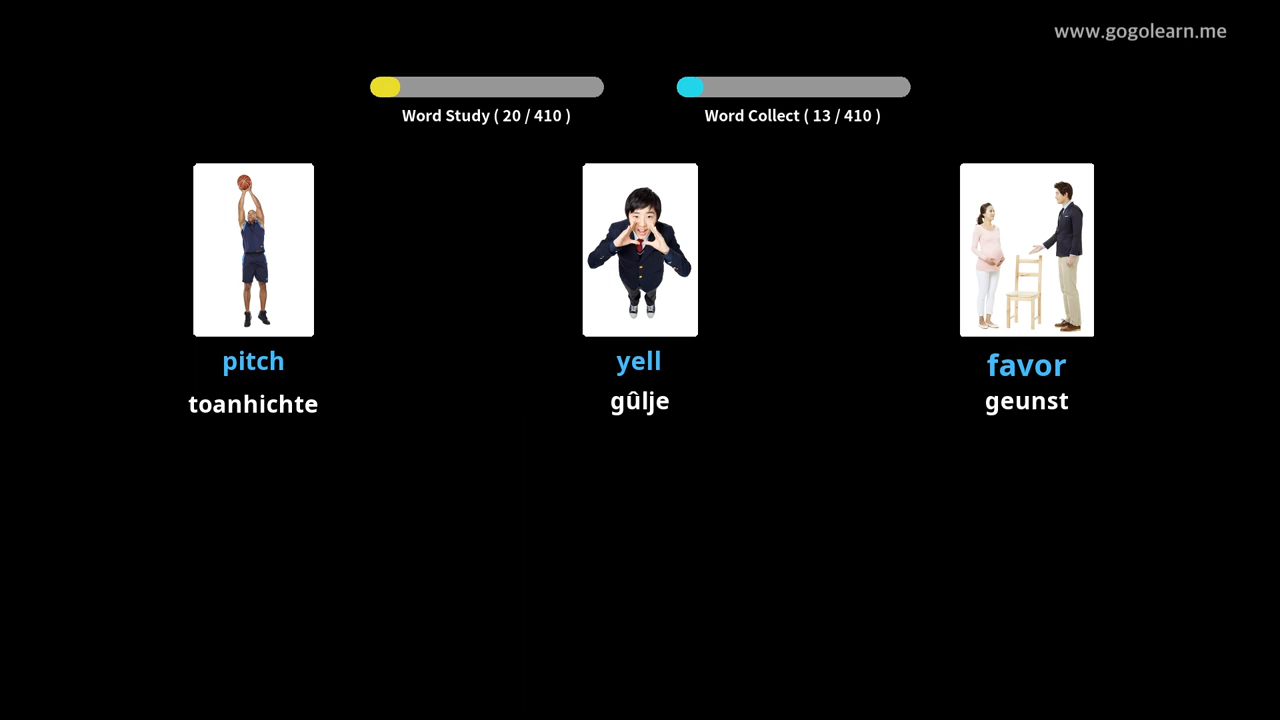 www.gogolearn.me
Word Study ( 20 / 410 )
Word Collect ( 13 / 410 )
pitch
toanhichte
yell
gûlje
favor
geunst